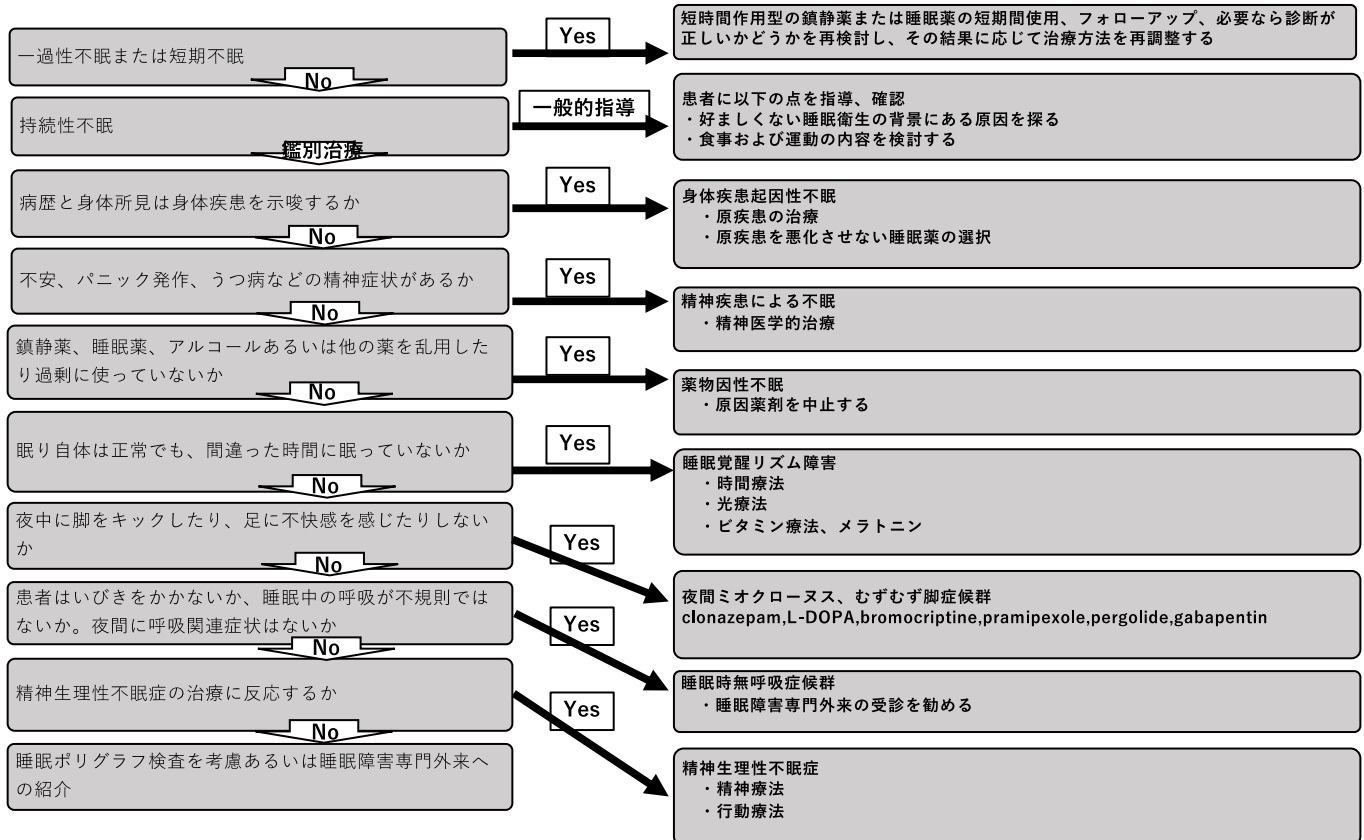 一過性不眠または短期不眠
Yes
短時間作用型の鎮静薬または睡眠薬の短期間使用、フォローアップ、必要なら診断が
正しいかどうかを再検討し、その結果に応じて治療方法を再調整する
No
持続性不眠
一般的指導
患者に以下の点を指導、確認
・好ましくない睡眠衛生の背景にある原因を探る
・食事および運動の内容を検討する
鑑別治療
病歴と身体所見は身体疾患を示唆するか
Yes
身体疾患起因性不眠
・原疾患の治療
・原疾患を悪化させない睡眠薬の選択
No
不安、パニック発作、うつ病などの精神症状があるか
Yes
精神疾患による不眠
・精神医学的治療
No
鎮静薬、睡眠薬、アルコールあるいは他の薬を乱用した
り過剰に使っていないか
Yes
薬物因性不眠
・原因薬剤を中止する
No
眠り自体は正常でも、間違った時間に眠っていないか
Yes
睡眠覚醒リズム障害
・時間療法
・光療法
・ビタミン療法、メラトニン
No
夜中に脚をキックしたり、足に不快感を感じたりしない
か
Yes
夜間ミオクローヌス、むずむず脚症候群
clonazepam,L-DOPA,bromocriptine,pramipexole,pergolide,gabapentin
No
患者はいびきをかかないか、睡眠中の呼吸が不規則では
ないか。夜間に呼吸関連症状はないか
Yes
睡眠時無呼吸症候群
・睡眠障害専門外来の受診を勧める
No
精神生理性不眠症の治療に反応するか
Yes
精神生理性不眠症
・精神療法
・行動療法
No
睡眠ポリグラフ検査を考慮あるいは睡眠障害専門外来へ
の紹介